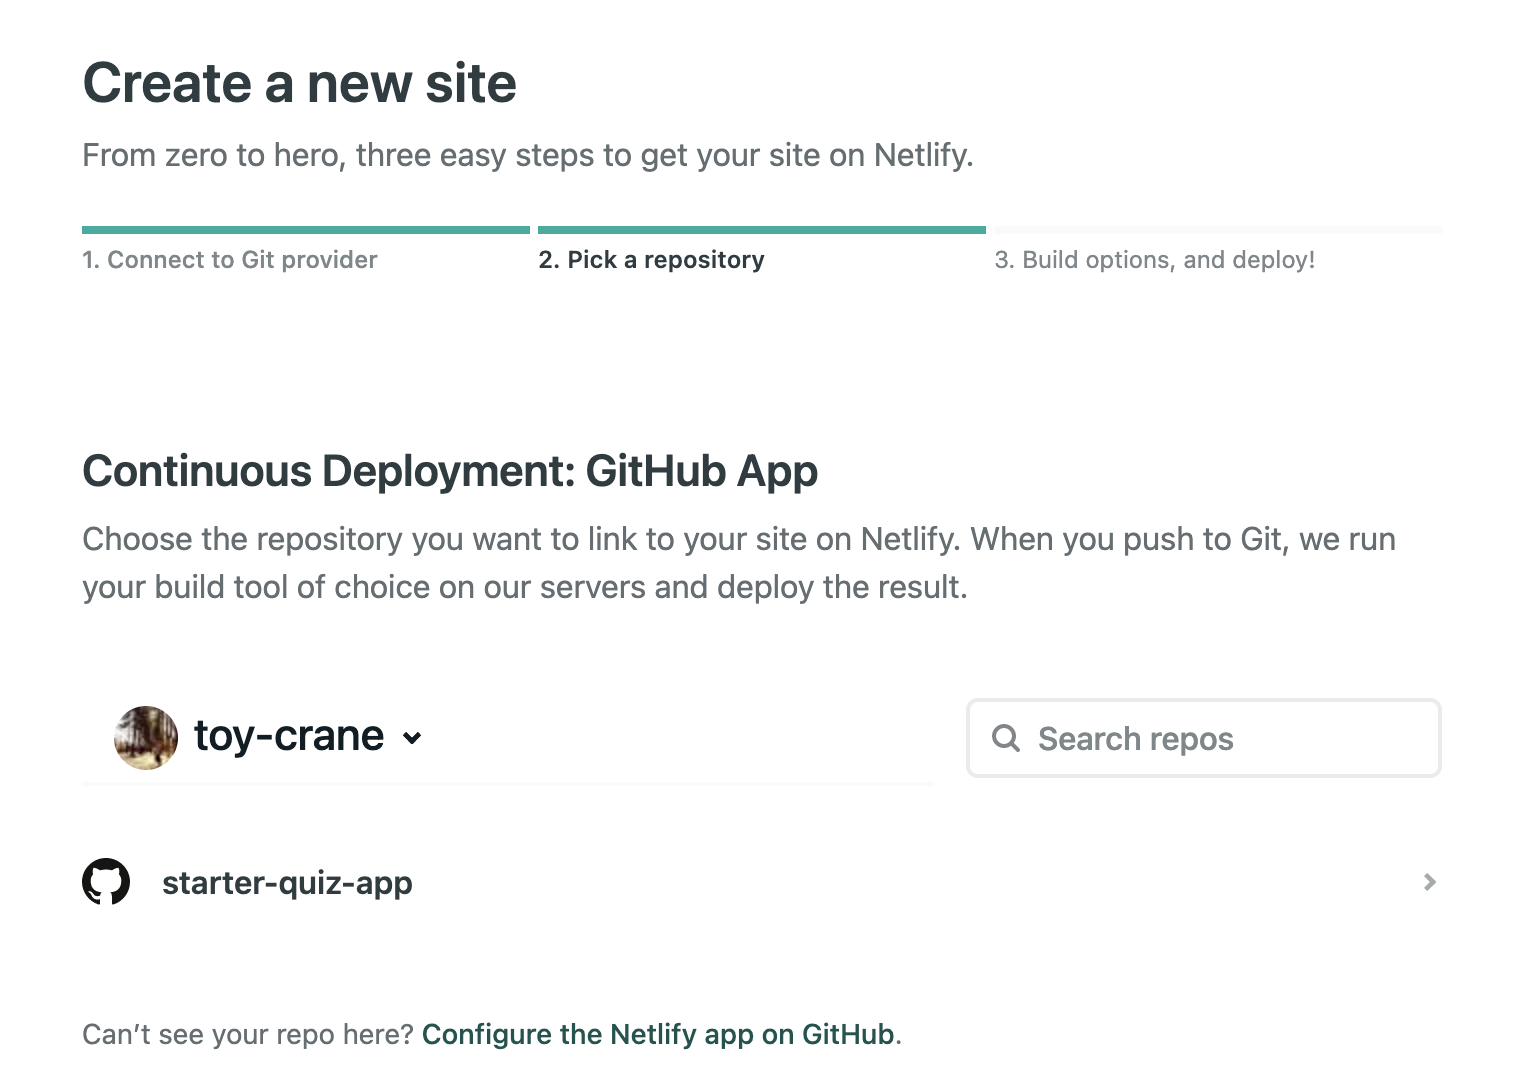 Create a new site
From zero to hero, three easy steps to get your site on Netlify.
1. Connect to Git provider
2. Pick a repository
3. Build options, and deploy!
Continuous Deployment: GitHub App
Choose the repository you want to link to your site on Netlify. When you push to Git, we run
your build tool of choice on our servers and deploy the result.
toy-crane
Search repos
starter-quiz-app
Can’t see your repo here? Configure the Netlify app on GitHub.